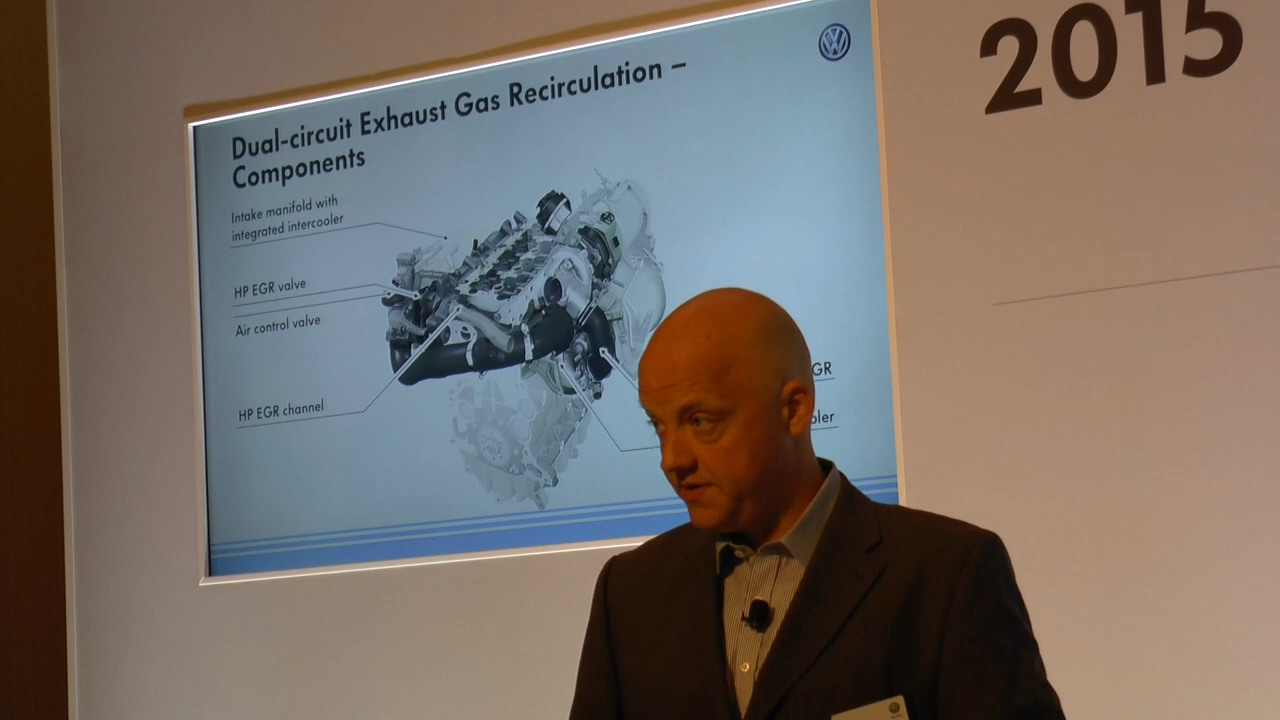 2015
Dual-circuit Exhaust Gas Recirculation –
Components
Intake manifold with
integrated intercooler
HP EGR valve
Air control valve
HP EGR channel